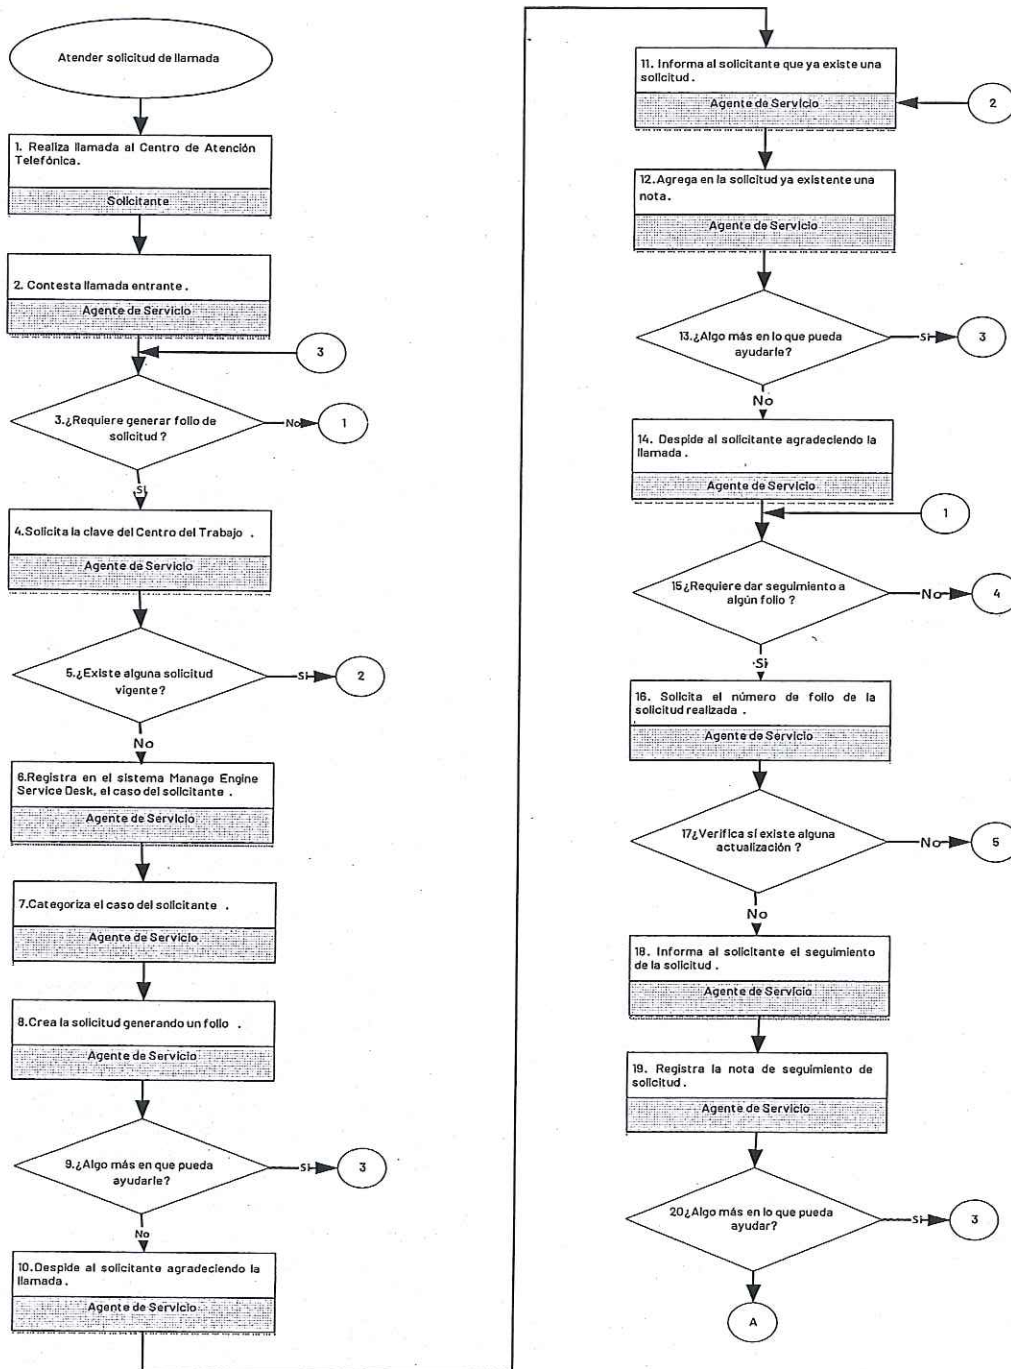 Atender solicitud de llamada
1. Realiza llamada al Centro de Atención
Telefónica.
Solicitante
2. Contesta llamada entrante .
Agente de Servicio
3
3.¿Requiere generar folio de
solicitud ?
No
1
Si
4.Solicita la clave del Centro del Trabajo .
Agente de Servicio
5.¿Existe alguna solicitud
vigente?
Si
2
No
6.Registra en el sistema Manage Engine
Service Desk, el caso del solicitante .
Agente de Servicio
7.Categoriza el caso del solicitante .
Agente de Servicio
8.Crea la solicitud generando un folio .
Agente de Servicio
9.¿Algo más en que pueda
ayudarle?
Si
3
No
10.Despide al solicitante agradeciendo la
llamada .
Agente de Servicio
11. Informa al solicitante que ya existe una
solicitud .
Agente de Servicio
2
12.Agrega en la solicitud ya existente una
nota.
Agente de Servicio
13.¿Algo más en lo que pueda
ayudarle?
Si
3
No
14. Despide al solicitante agradeciendo la
llamada .
Agente de Servicio
1
15¿Requiere dar seguimiento a
algún folio ?
No
4
Si
16. Solicita el número de folio de la
solicitud realizada .
Agente de Servicio
17¿Verifica si existe alguna
actualización ?
No
5
No
18. Informa al solicitante el seguimiento
de la solicitud .
Agente de Servicio
19. Registra la nota de seguimiento de
solicitud .
Agente de Servicio
20¿Algo más en lo que pueda
ayudar?
Si
3
A